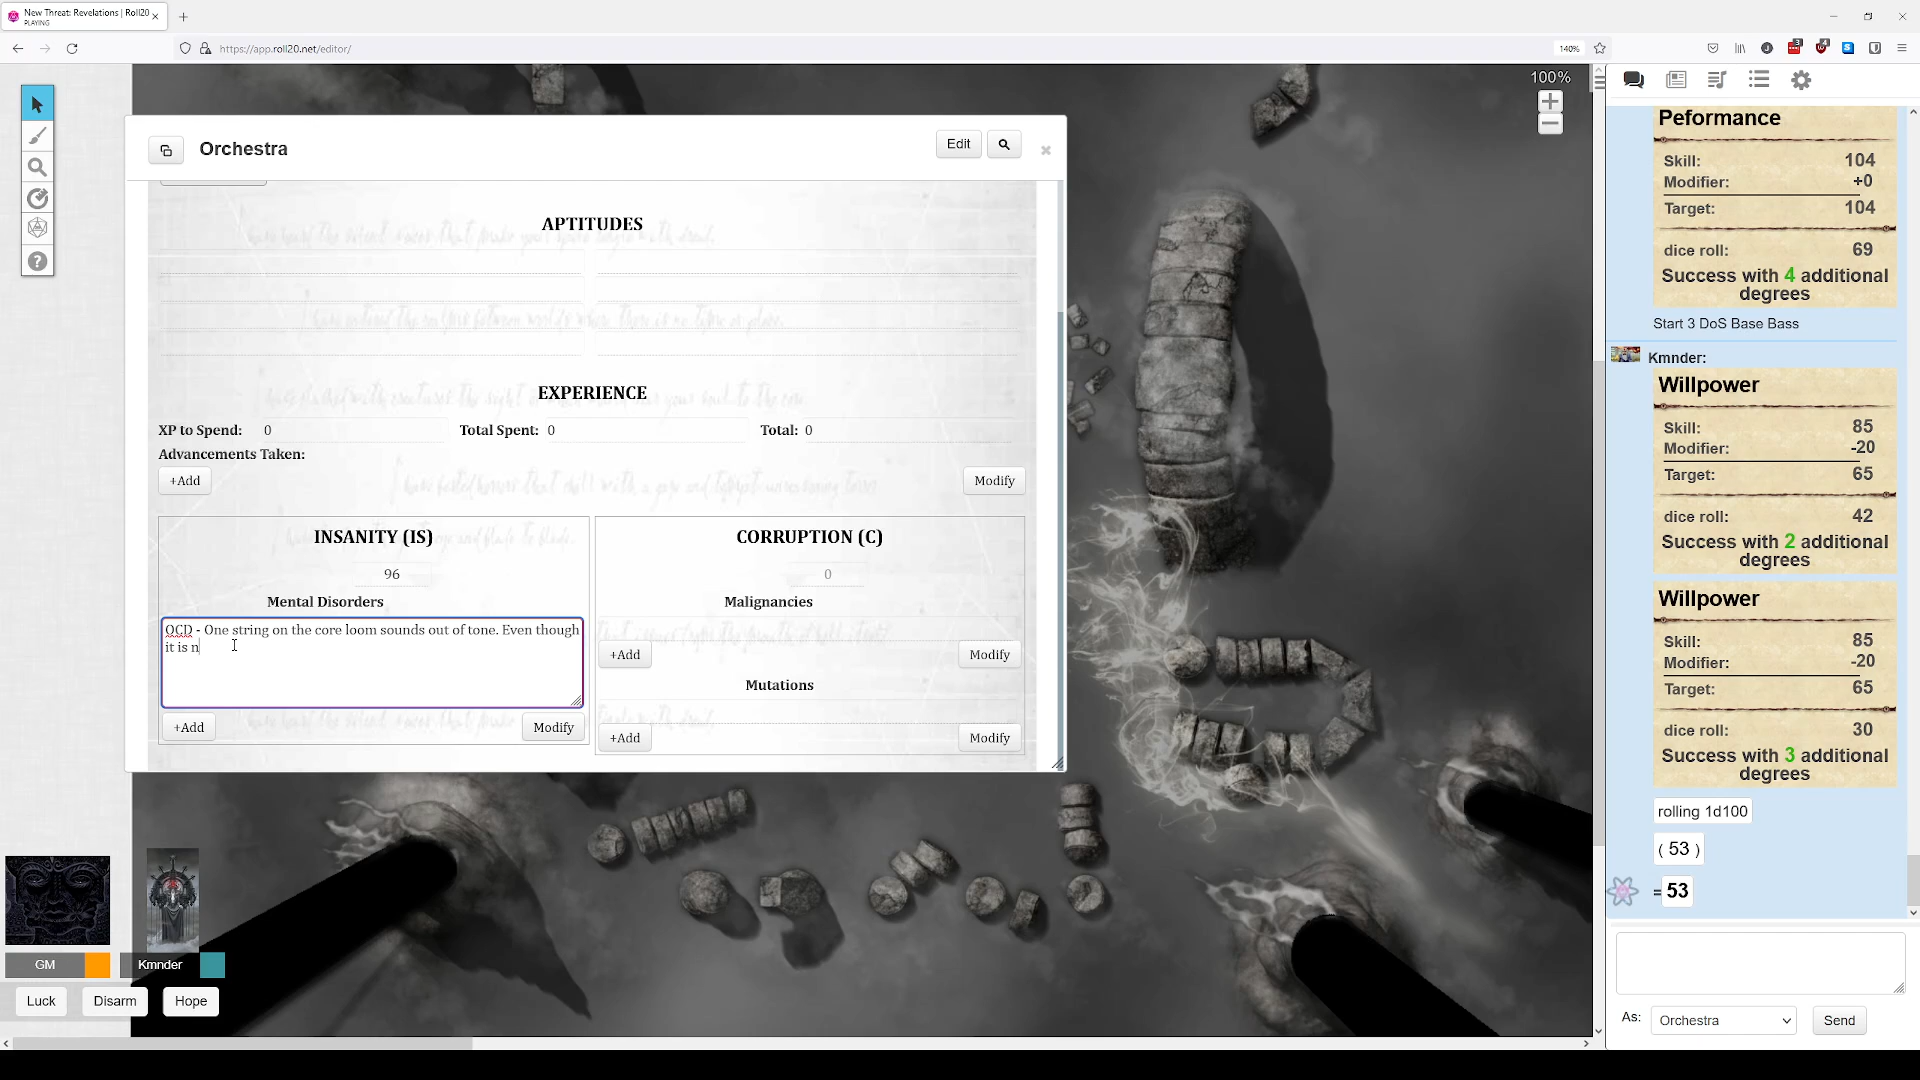 New Threat: Revelations | Roll20
PLAYING
https://app.roll20.net/editor/
140%
3
4
100%
Orchestra
Edit
APTITUDES
EXPERIENCE
XP to Spend: 0
Total Spent: 0
Total: 0
Advancements Taken:
+Add
Modify
INSANITY (IS)
96
Mental Disorders
OCD - One string on the core loom sounds out of tone. Even though
it is n
+Add
Modify
CORRUPTION (C)
0
Malignancies
+Add
Modify
Mutations
+Add
Modify
GM
Kmnder
Luck
Disarm
Hope
Peformance
Skill: 104
Modifier: +0
Target: 104
dice roll: 69
Success with 4 additional
degrees
Start 3 DoS Base Bass
Kmnder:
Willpower
Skill: 85
Modifier: -20
Target: 65
dice roll: 42
Success with 2 additional
degrees
Willpower
Skill: 85
Modifier: -20
Target: 65
dice roll: 30
Success with 3 additional
degrees
rolling 1d100
( 53 )
= 53
As:
Orchestra
Send